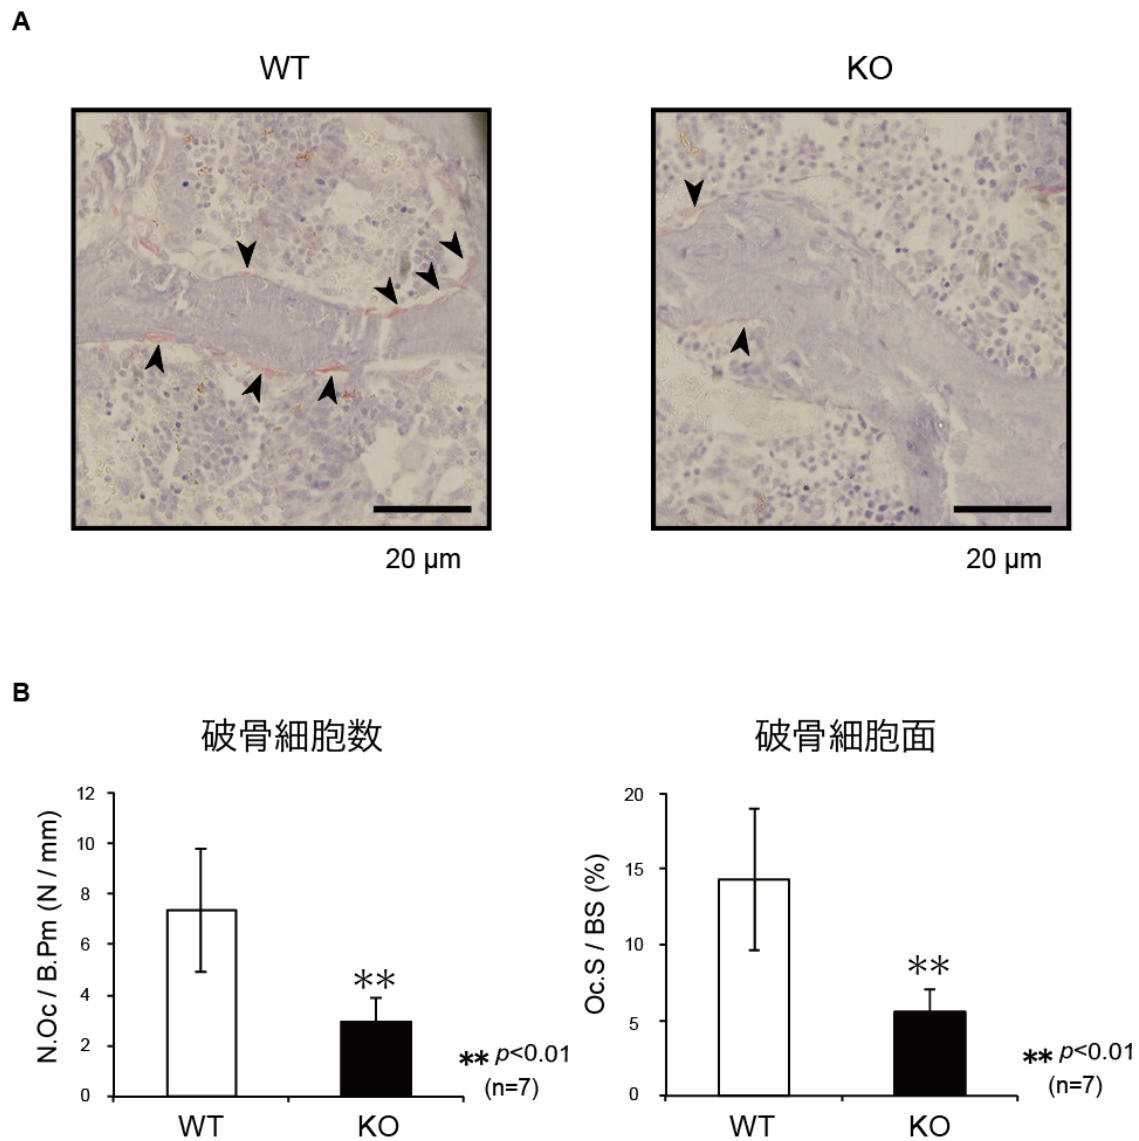 A
WT
KO
20 μm
20 μm
B
破骨細胞数
破骨細胞面
N.Oc / B.Pm (N / mm)
12
10
8
6
4
2
0
**
** p<0.01
(n=7)
WT
KO
Oc.S / BS (%)
20
15
10
5
0
**
** p<0.01
(n=7)
WT
KO